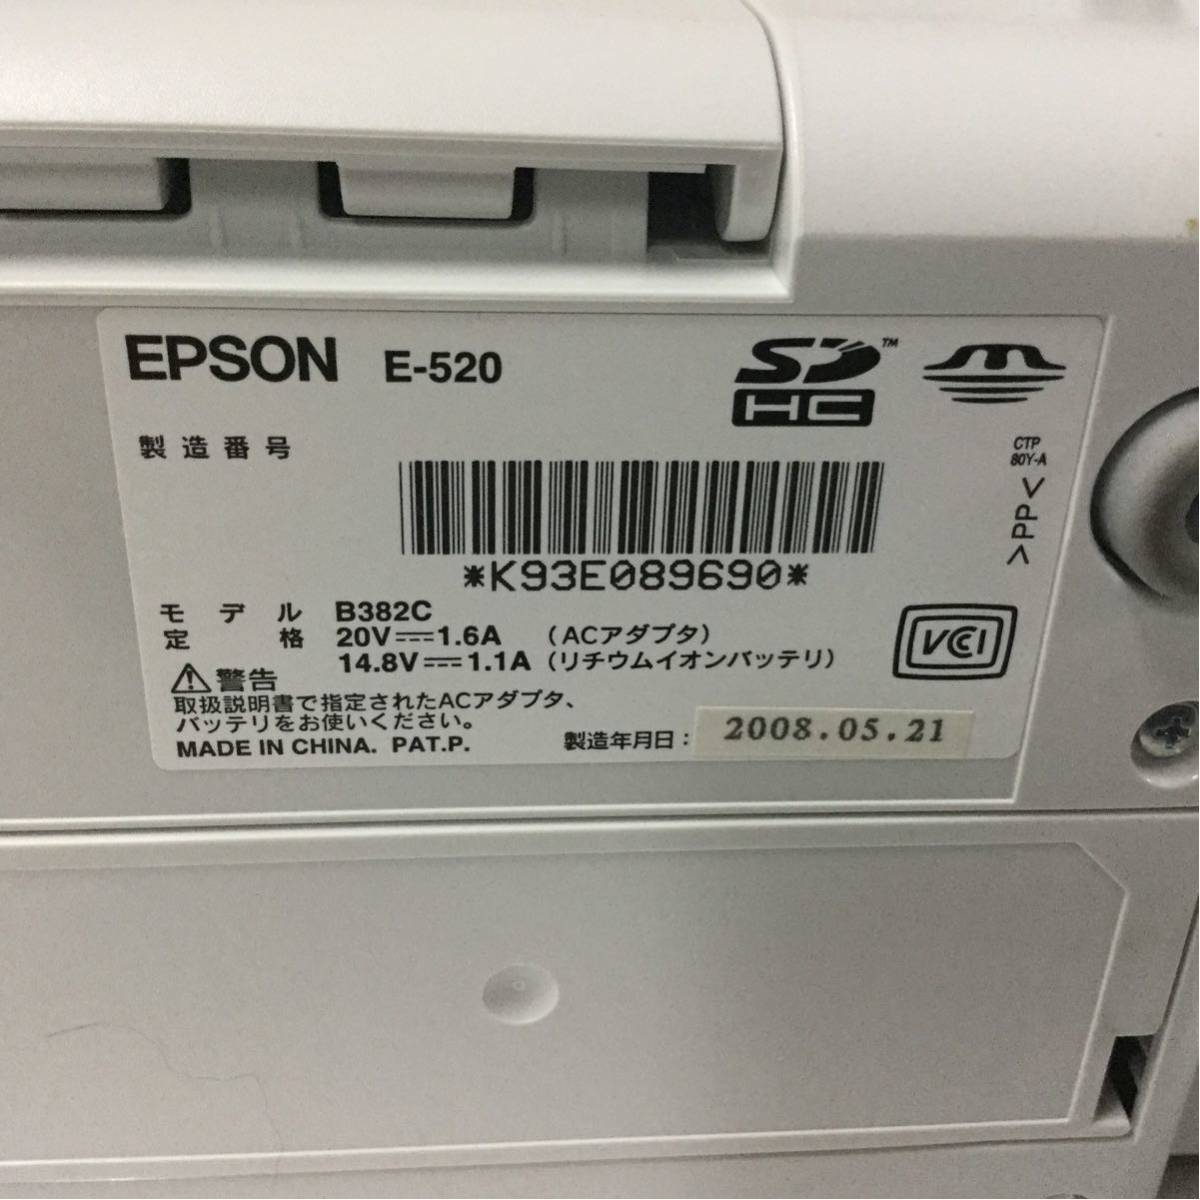 EPSON E-520
SD™
HC
製造番号
CTP
80Y-A
>PP<
*K93E089690*
モデル B382C
定格 20V⎓1.6A (ACアダプタ)
14.8V⎓1.1A (リチウムイオンバッテリ)
VCCI
⚠警告
取扱説明書で指定されたACアダプタ、
バッテリをお使いください。
MADE IN CHINA. PAT.P.
製造年月日: 2008.05.21